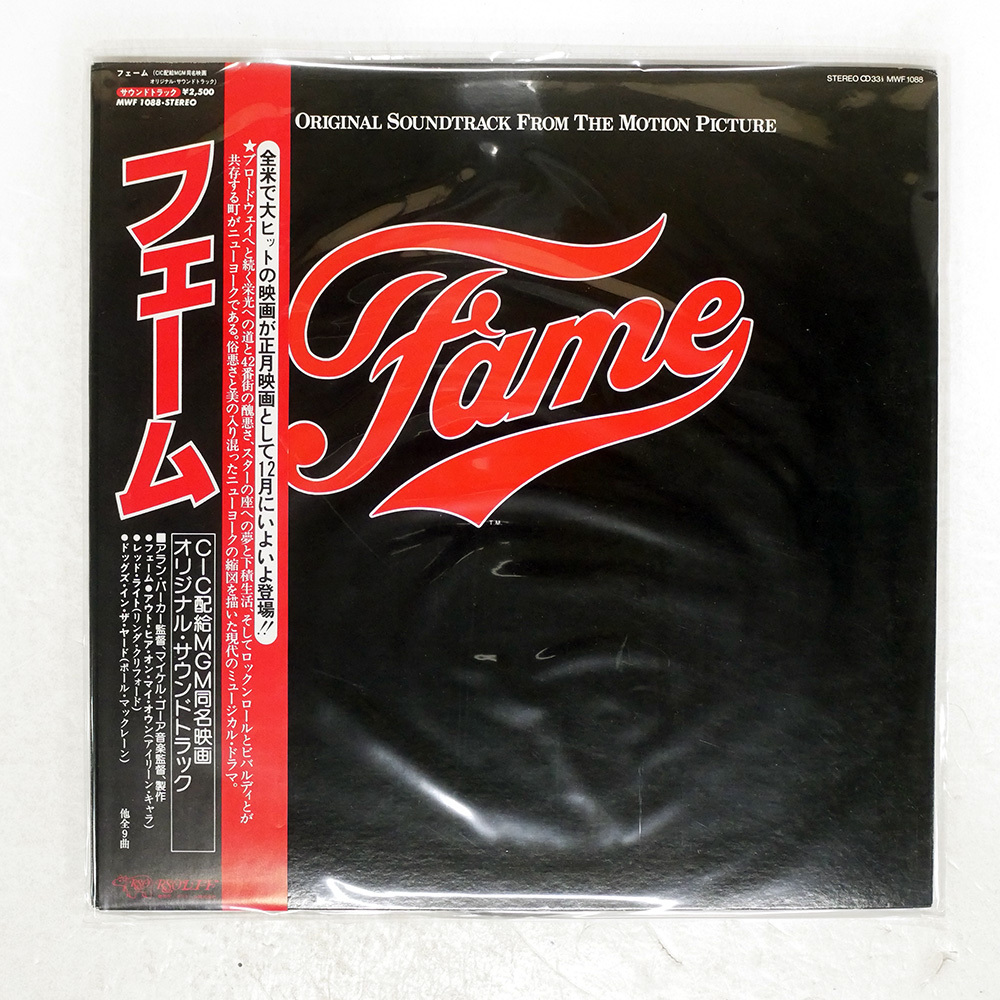 フェーム (CIC配給MGM同名映画
オリジナル・サウンドトラック)
サウンドトラック ¥2,500
MWF 1088・STEREO
フェーム
CIC配給MGM同名映画
オリジナル・サウンドトラック
■アラン・パーカー監督、マイケル・ゴーア音楽監督、製作
●フェーム●アウト・ヒア・オン・マイ・オウン(アイリーン・キャラ)
●レッド・ライト(リンダ・クリフォード)
●ドッグズ・イン・ザ・ヤード(ポール・マックレーン)
他全9曲
全米で大ヒットの映画が正月映画として12月にいよいよ登場!!
★ブロードウェイへと続く栄光への道と42番街の醜悪さ、スターの座への夢と下積生活、そしてロックンロールとビバルディとが
共存する町がニューヨークである。俗悪さと美の入り混ったニューヨークの縮図を描いた現代のミュージカル・ドラマ。
STEREO 33⅓ MWF 1088
ORIGINAL SOUNDTRACK FROM THE MOTION PICTURE
Fame
T.M.